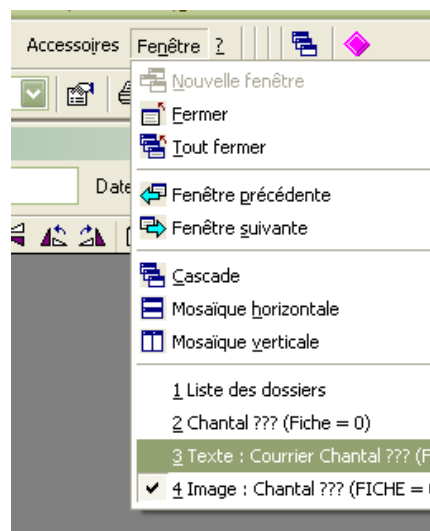 Accessoires Fenêtre ?
Nouvelle fenêtre
Fermer
Tout fermer
Date
Fenêtre précédente
Fenêtre suivante
Cascade
Mosaïque horizontale
Mosaïque verticale
1 Liste des dossiers
2 Chantal ??? (Fiche = 0)
3 Texte : Courrier Chantal ??? (F
4 Image : Chantal ??? (FICHE =